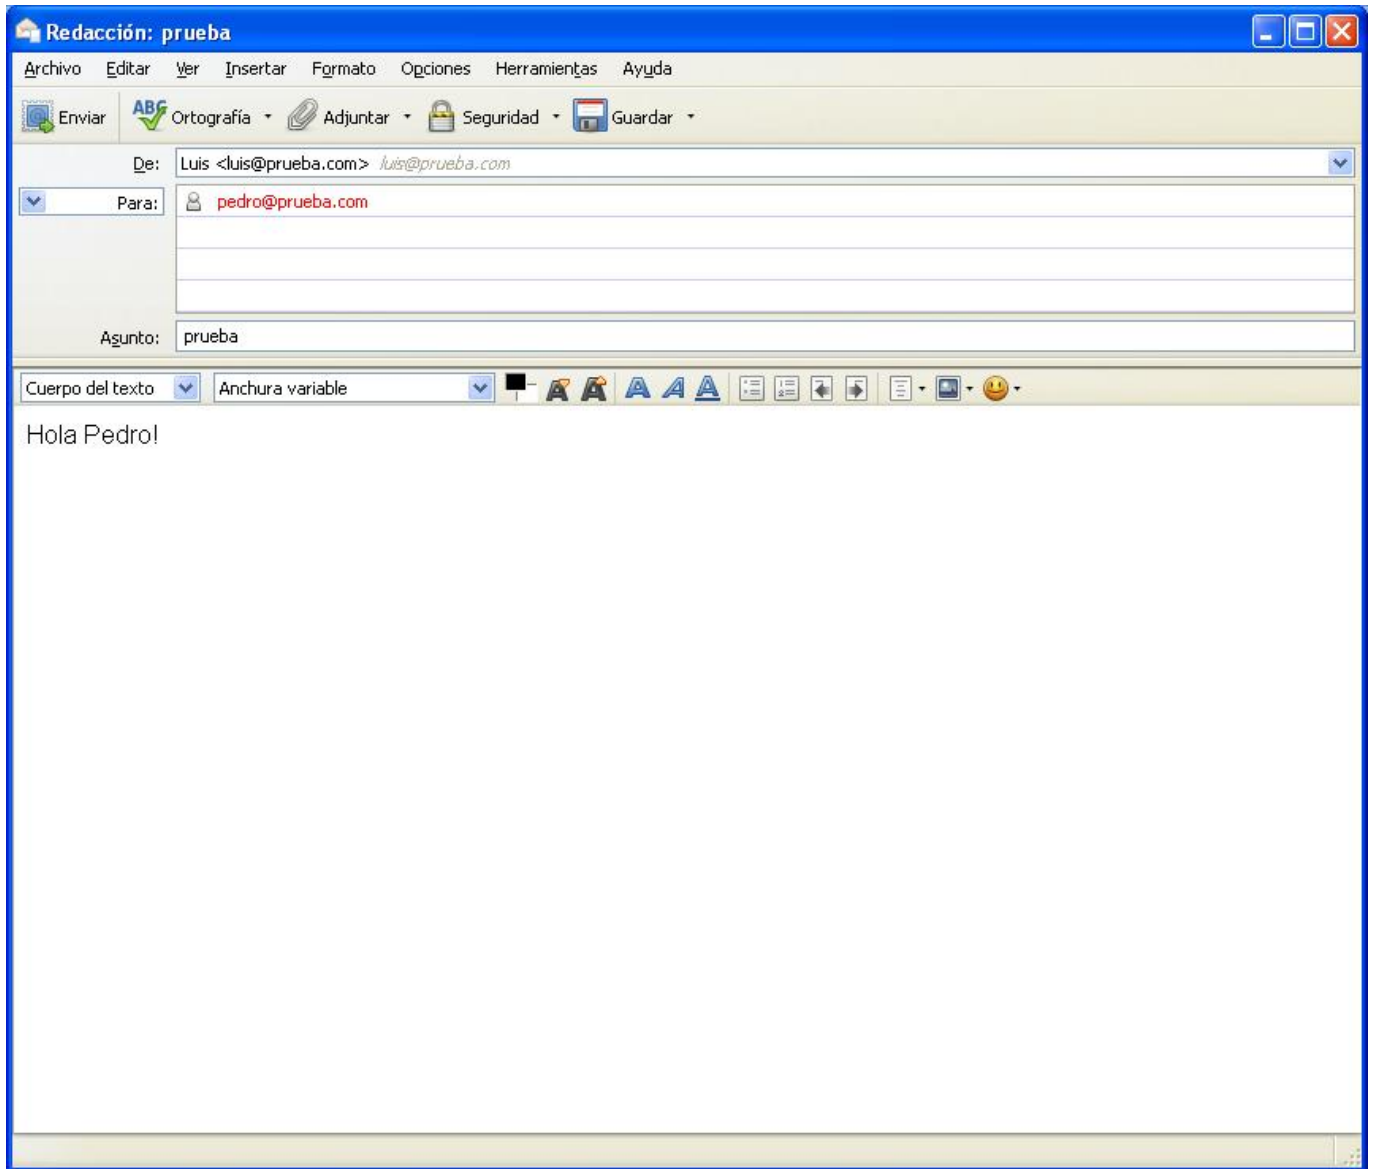 Redacción: prueba
Archivo Editar Ver Insertar Formato Opciones Herramientas Ayuda
Enviar ABC Ortografía Adjuntar Seguridad Guardar
De: Luis <luis@prueba.com> luis@prueba.com
Para: pedro@prueba.com
Asunto: prueba
Cuerpo del texto Anchura variable
Hola Pedro!